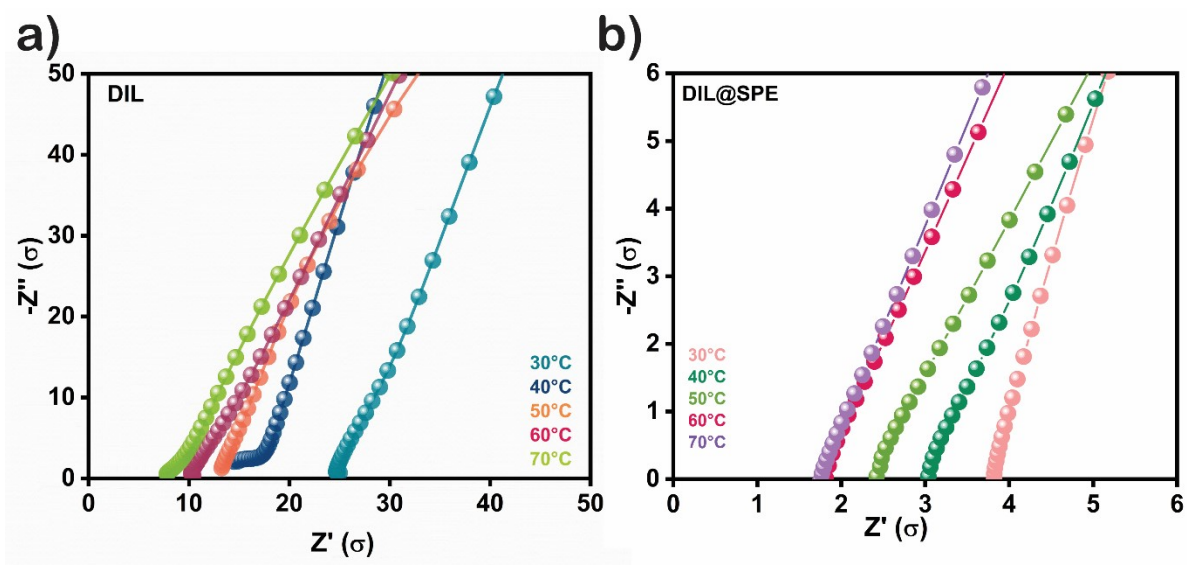 a)
DIL
-Z" (σ)
50
40
30
20
10
0
30°C
40°C
50°C
60°C
70°C
0 10 20 30 40 50
Z' (σ)
b)
DIL@SPE
-Z" (σ)
6
5
4
3
2
1
0
30°C
40°C
50°C
60°C
70°C
0 1 2 3 4 5 6
Z' (σ)